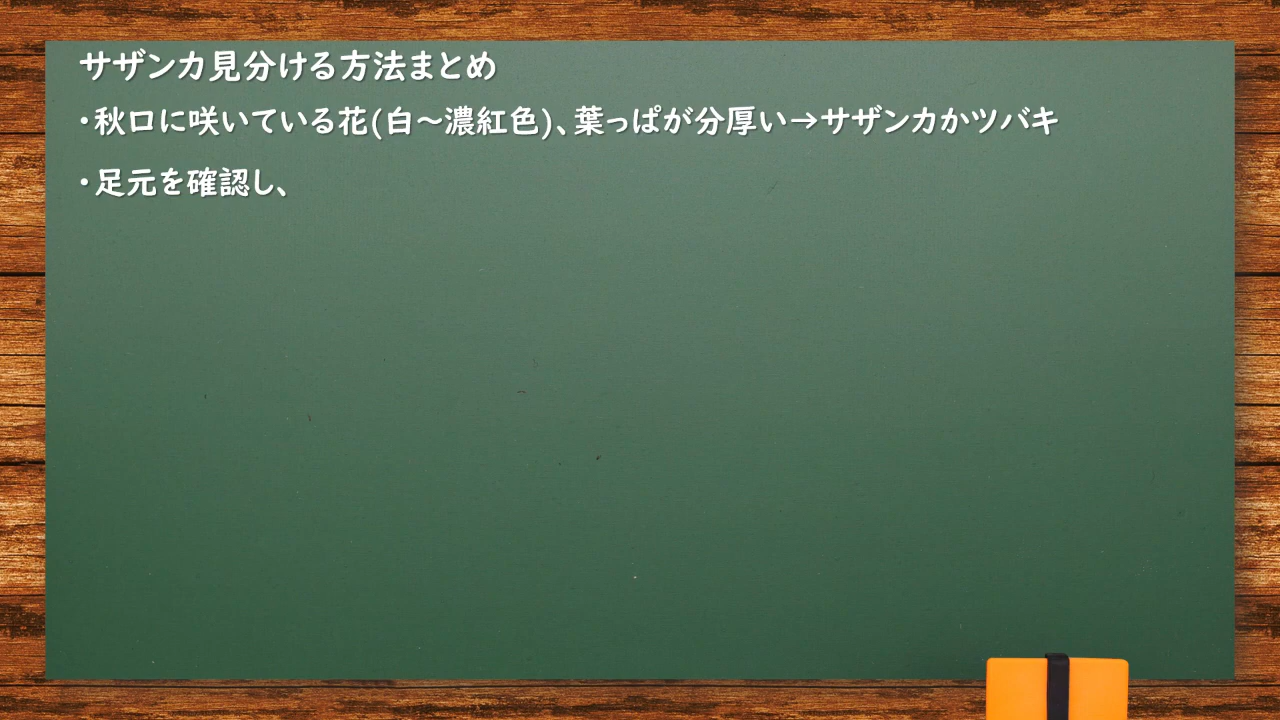 サザンカ見分ける方法まとめ
・秋口に咲いている花(白～濃紅色)、葉っぱが分厚い→サザンカかツバキ
・足元を確認し、